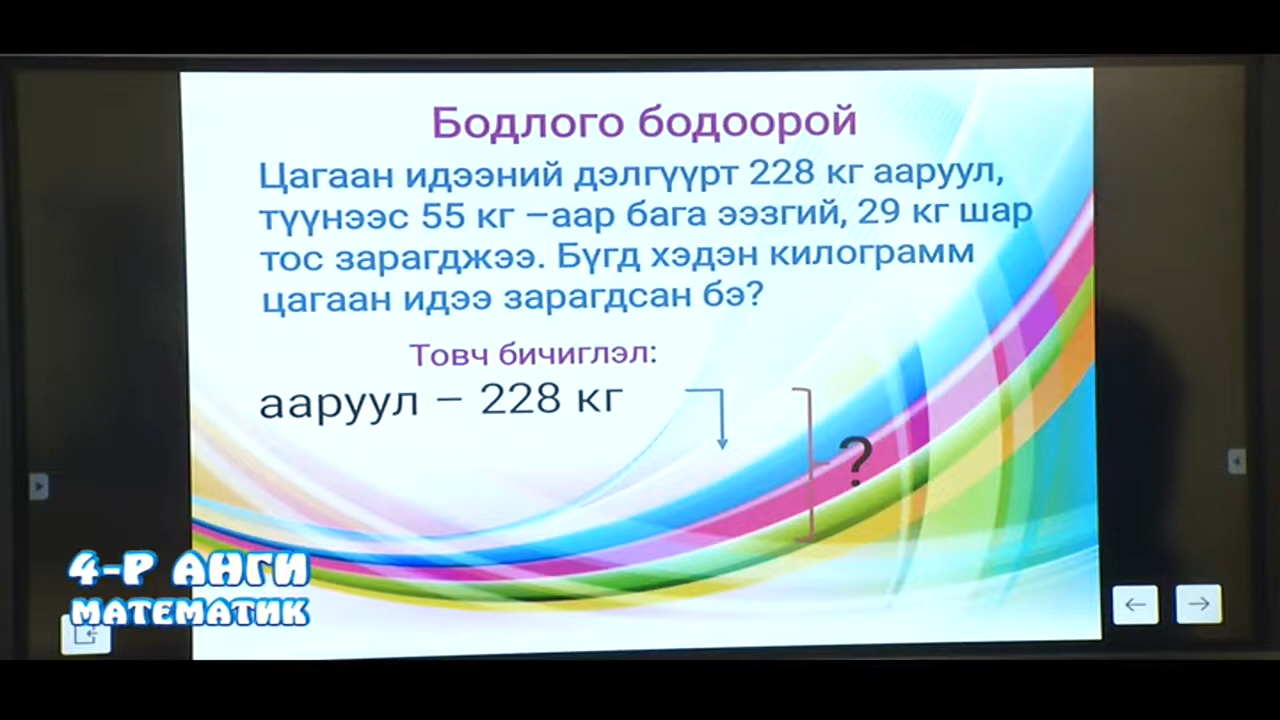 Бодлого бодоорой
Цагаан идээний дэлгүүрт 228 кг ааруул,
түүнээс 55 кг –аар бага ээзгий, 29 кг шар
тос зарагджээ. Бүгд хэдэн килограмм
цагаан идээ зарагдсан бэ?
Товч бичиглэл:
ааруул – 228 кг
?
4-Р АНГИ
МАТЕМАТИК